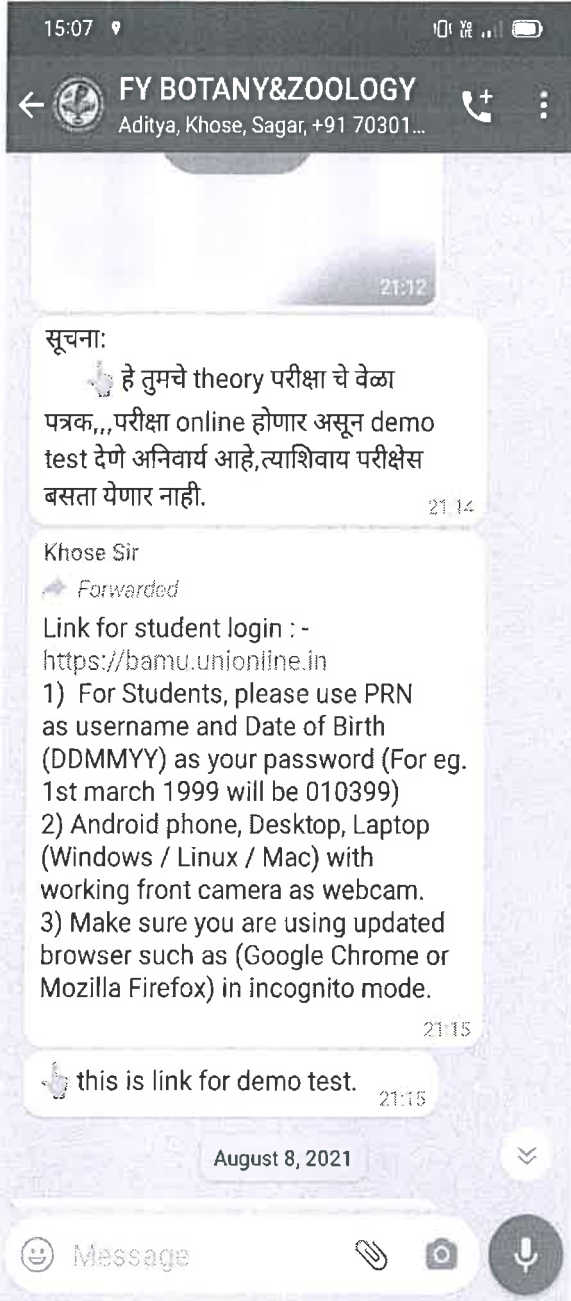 15:07
FY BOTANY&ZOOLOGY
Aditya, Khose, Sagar, +91 70301...
21:12
सूचना:
👆 हे तुमचे theory परीक्षा चे वेळा
पत्रक,,,परीक्षा online होणार असून demo
test देणे अनिवार्य आहे,त्याशिवाय परीक्षेस
बसता येणार नाही.
21:14
Khose Sir
Forwarded
Link for student login : -
https://bamu.unionline.in
1) For Students, please use PRN
as username and Date of Birth
(DDMMYY) as your password (For eg.
1st march 1999 will be 010399)
2) Android phone, Desktop, Laptop
(Windows / Linux / Mac) with
working front camera as webcam.
3) Make sure you are using updated
browser such as (Google Chrome or
Mozilla Firefox) in incognito mode.
21:15
👆 this is link for demo test.
21:15
August 8, 2021
Message